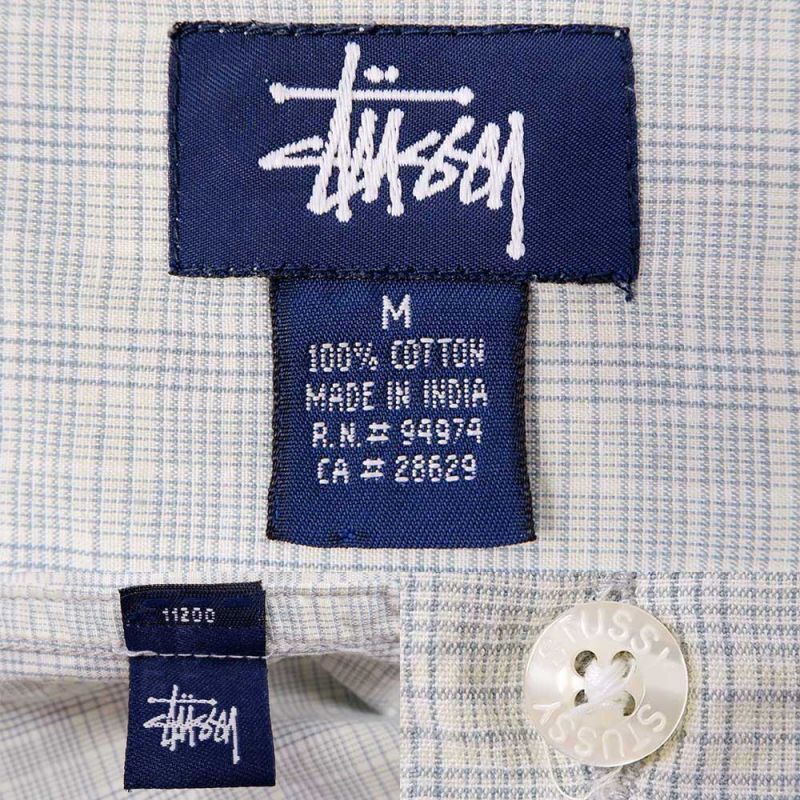 Stüssy
M
100% COTTON
MADE IN INDIA
R.N. # 94974
CA # 28629
11200
Stüssy
STUSSY
STUSSY